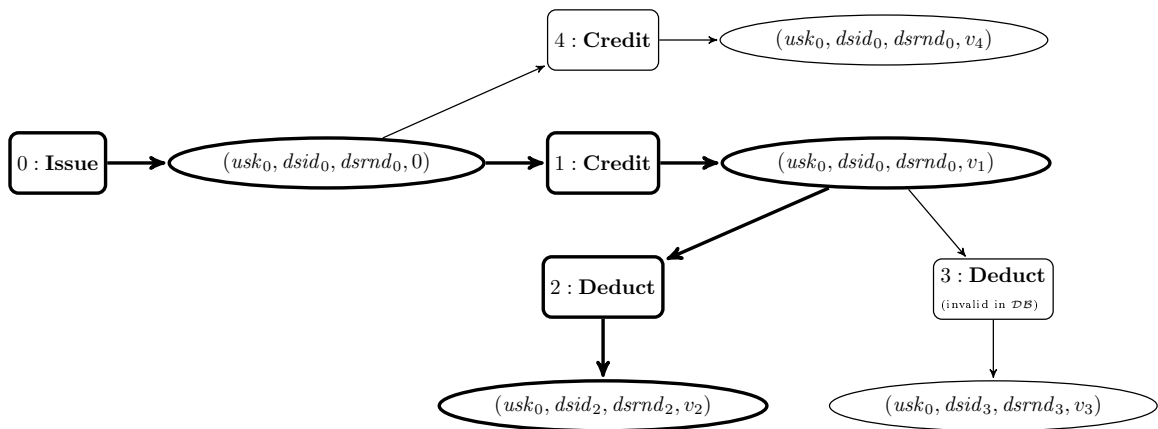 4 : Credit
(usk₀, dsid₀, dsrnd₀, v₄)
0 : Issue
(usk₀, dsid₀, dsrnd₀, 0)
1 : Credit
(usk₀, dsid₀, dsrnd₀, v₁)
2 : Deduct
3 : Deduct
(invalid in 𝒟ℬ)
(usk₀, dsid₂, dsrnd₂, v₂)
(usk₀, dsid₃, dsrnd₃, v₃)